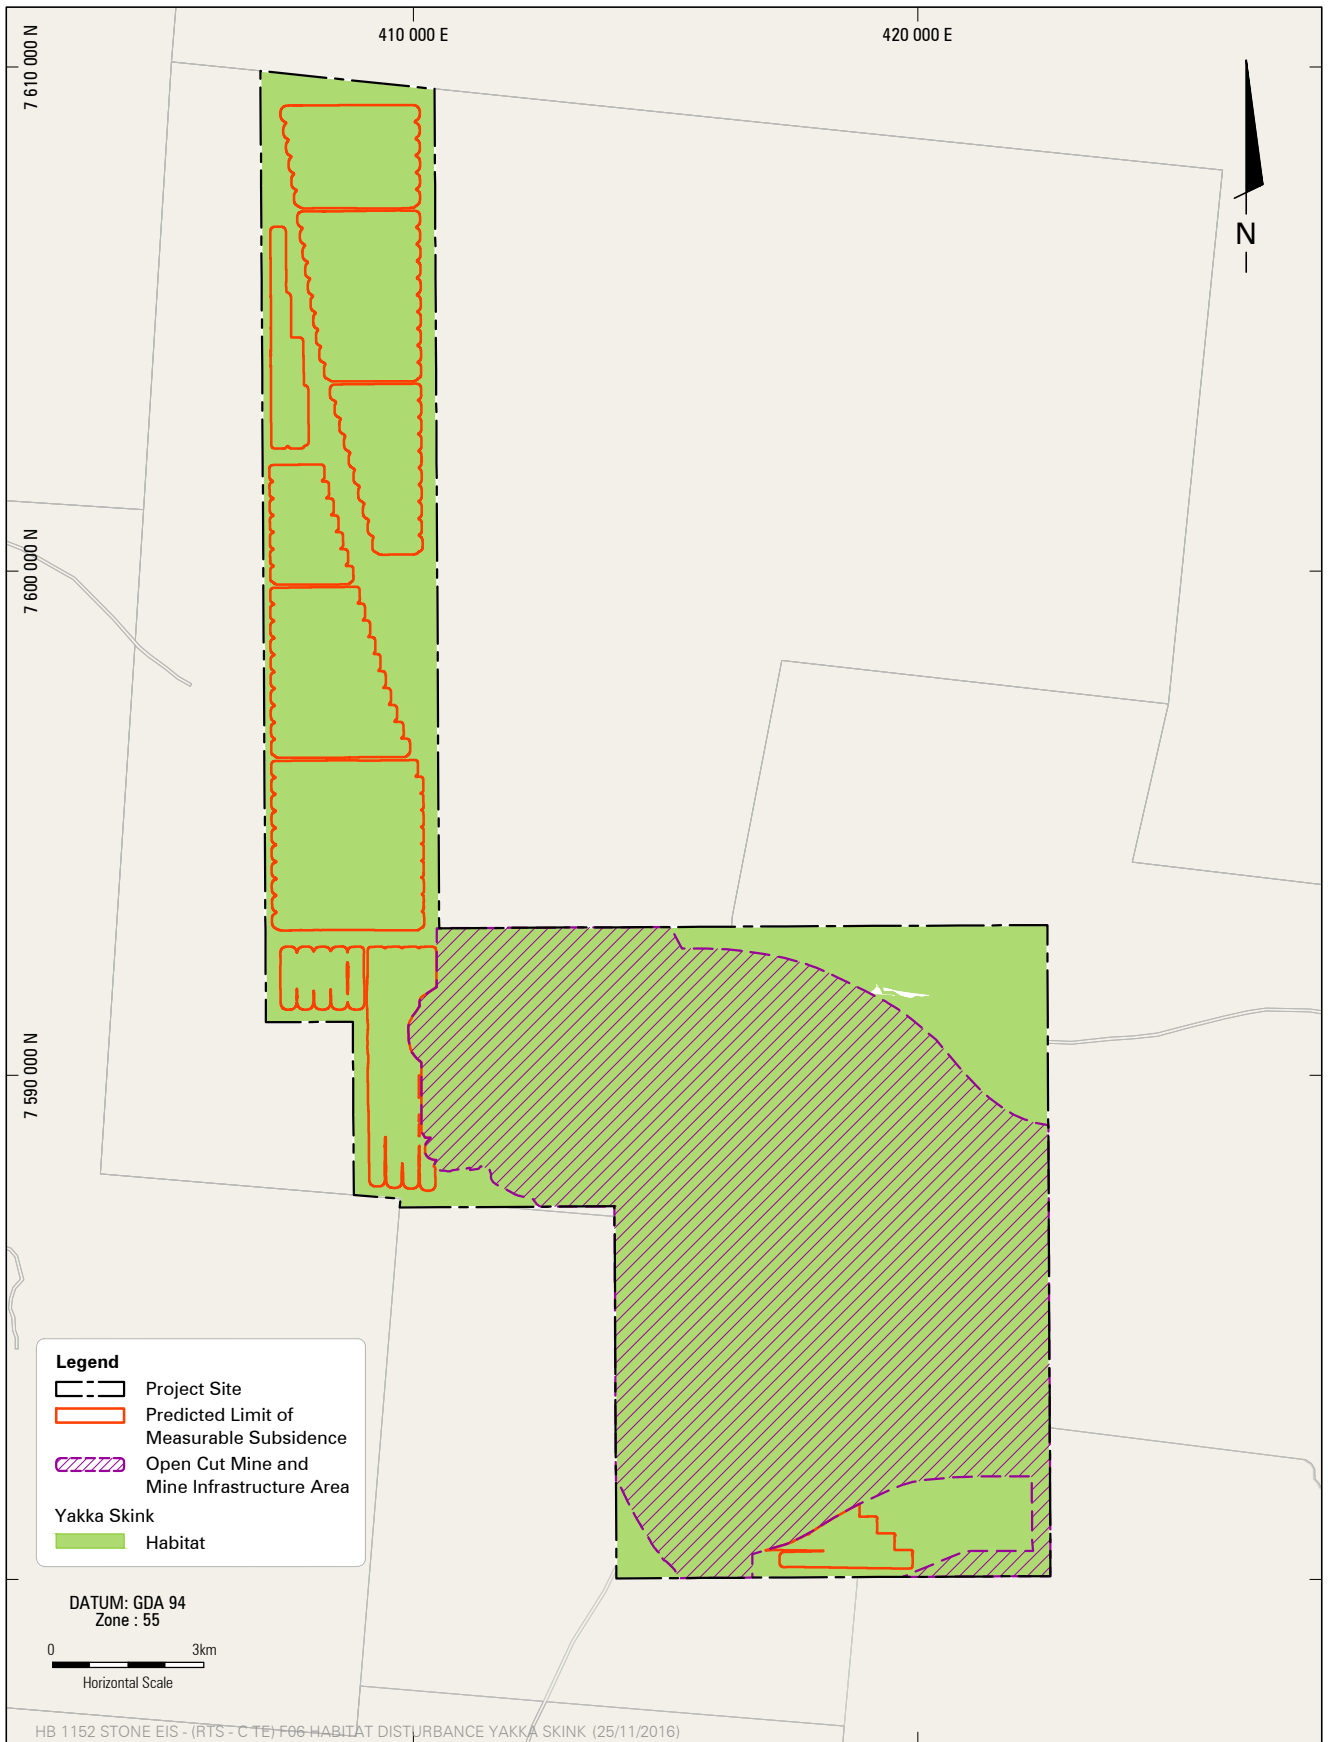 410 000 E
420 000 E
7 610 000 N
N
7 600 000 N
7 590 000 N
Legend
Project Site
Predicted Limit of
Measurable Subsidence
Open Cut Mine and
Mine Infrastructure Area
Yakka Skink
Habitat
DATUM: GDA 94
Zone : 55
0 3km
Horizontal Scale
HB 1152 STONE EIS - (RTS - C TE) F06 HABITAT DISTURBANCE YAKKA SKINK (25/11/2016)